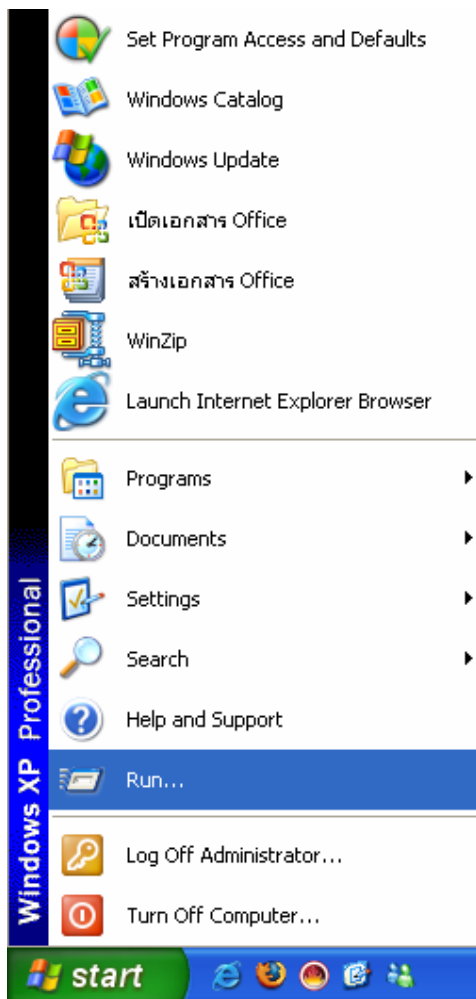 Set Program Access and Defaults
Windows Catalog
Windows Update
เปิดเอกสาร Office
สร้างเอกสาร Office
WinZip
Launch Internet Explorer Browser
Programs
Documents
Settings
Search
Help and Support
Run...
Log Off Administrator...
Turn Off Computer...
Windows XP Professional
start